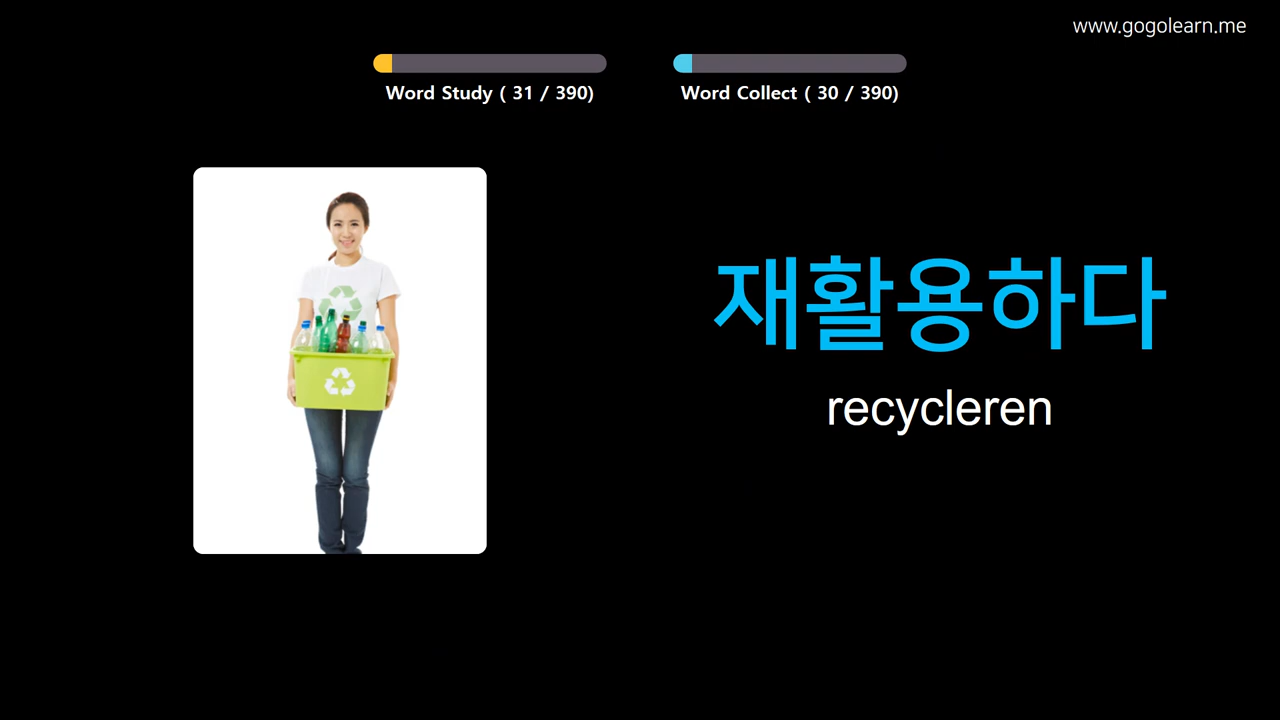 www.gogolearn.me
Word Study ( 31 / 390)
Word Collect ( 30 / 390)
재활용하다
recycleren